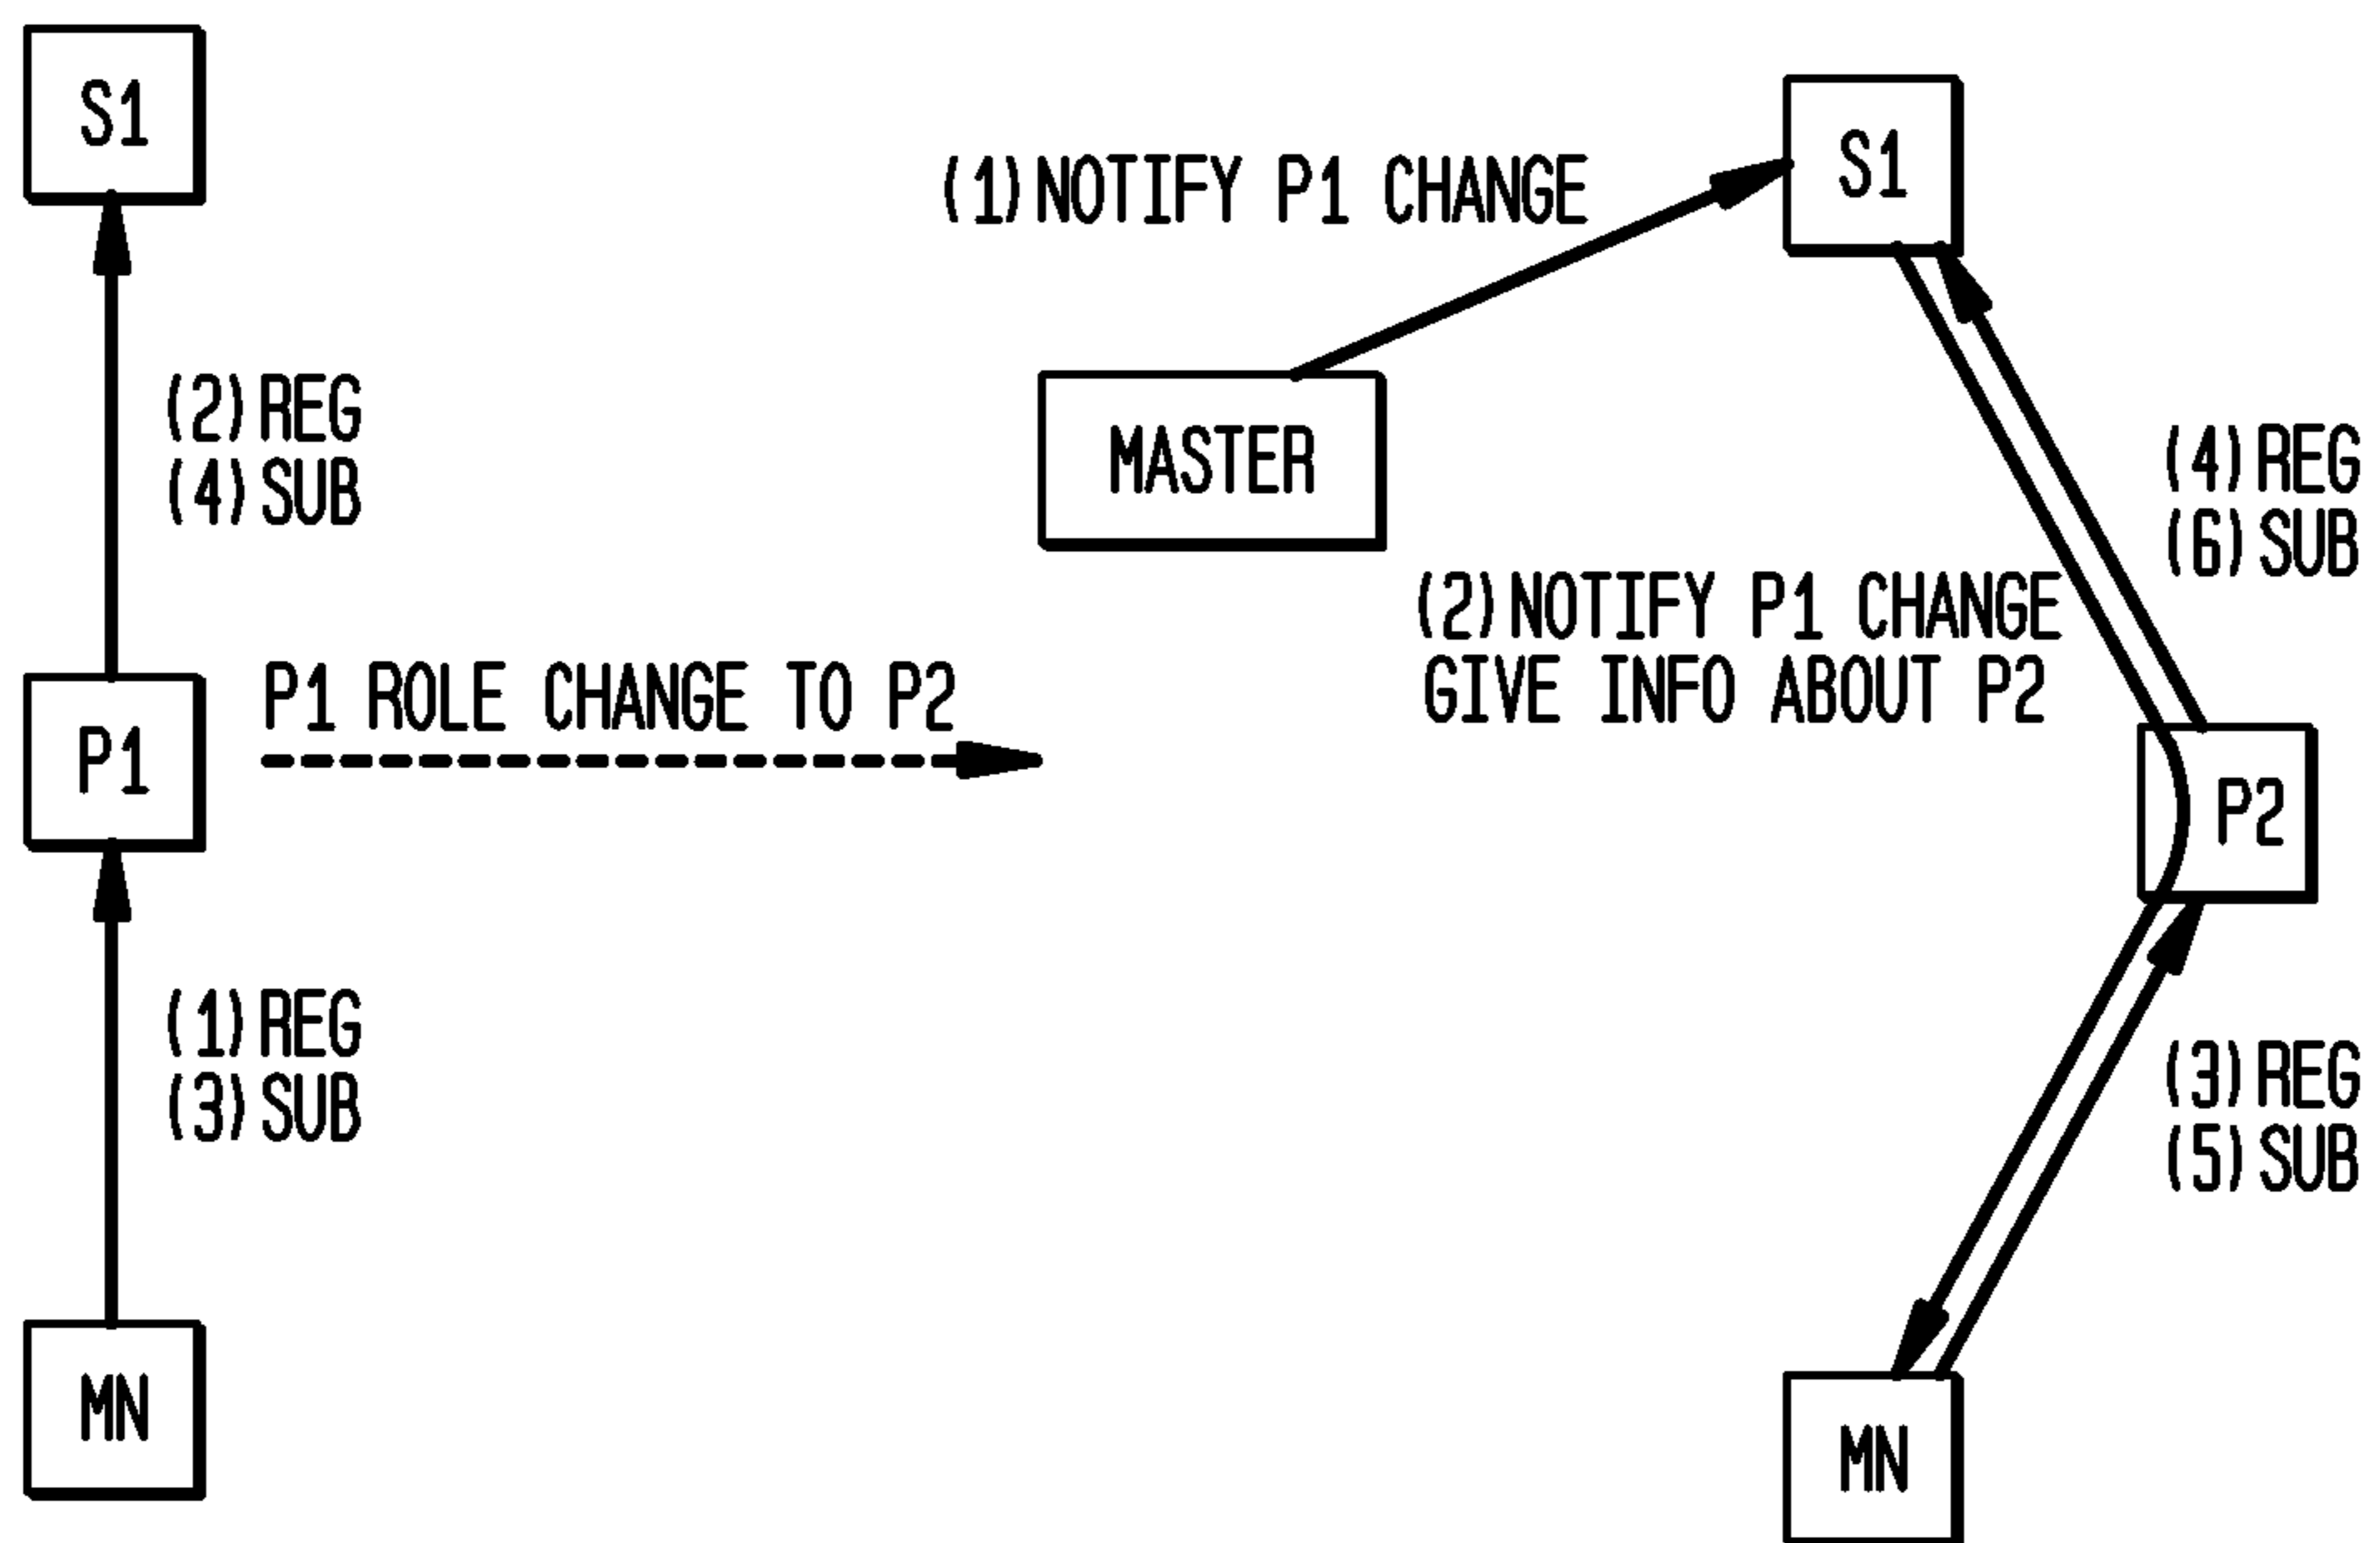 S1
(2) REG
(4) SUB
P1
(1) REG
(3) SUB
MN
P1 ROLE CHANGE TO P2
(1) NOTIFY P1 CHANGE
S1
MASTER
(2) NOTIFY P1 CHANGE
GIVE INFO ABOUT P2
(4) REG
(6) SUB
P2
(3) REG
(5) SUB
MN